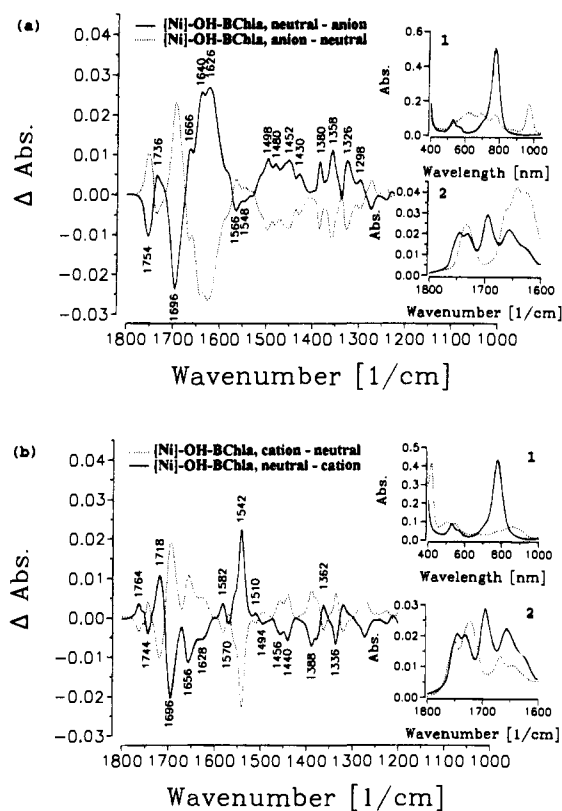 (a)
[Ni]-OH-BChla, neutral - anion
[Ni]-OH-BChla, anion - neutral
0.04
0.03
0.02
0.01
0.00
-0.01
-0.02
-0.03
Δ Abs.
1640
1626
1666
1736
1754
1696
1566
1548
1498
1480
1452
1430
1380
1358
1326
1298
1800 1700 1600 1500 1400 1300 1200 1100 1000
Wavenumber [1/cm]
1
0.6
0.4
0.2
0.0
Abs.
400 600 800 1000
Wavelength [nm]
2
0.04
0.03
0.02
0.01
0.00
Abs.
1800 1700 1600
Wavenumber [1/cm]
(b)
[Ni]-OH-BChla, cation - neutral
[Ni]-OH-BChla, neutral - cation
0.04
0.03
0.02
0.01
0.00
-0.01
-0.02
-0.03
Δ Abs.
1764
1718
1744
1696
1656
1628
1582
1570
1542
1510
1494
1456
1440
1388
1362
1336
1800 1700 1600 1500 1400 1300 1200 1100 1000
Wavenumber [1/cm]
1
0.5
0.4
0.3
0.2
0.1
0.0
Abs.
400 600 800 1000
Wavelength [nm]
2
0.03
0.02
0.01
0.00
Abs.
1800 1700 1600
Wavenumber [1/cm]